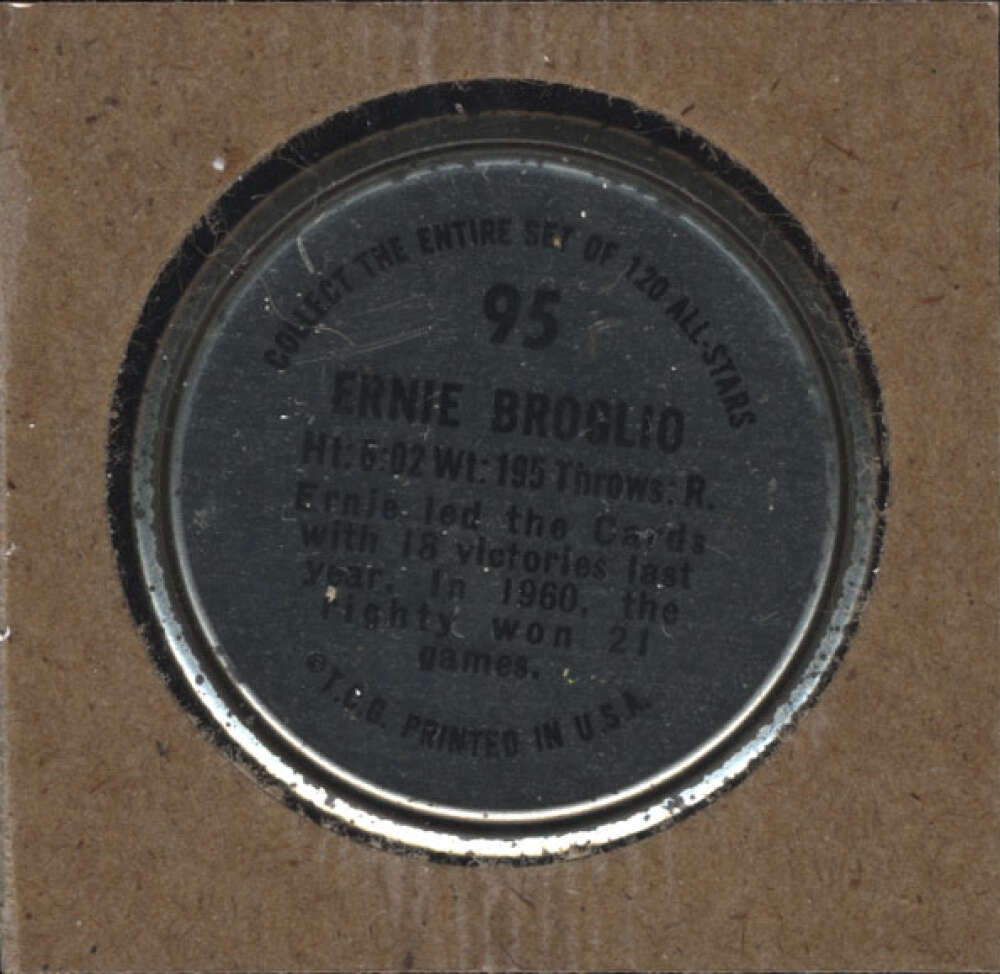 COLLECT THE ENTIRE SET OF 120 ALL-STARS
95
ERNIE BROGLIO
Ht: 6:02 Wt: 195 Throws: R.
Ernie led the Cards
with 18 victories last
year. In 1960, the
righty won 21
games.
©T.C.G. PRINTED IN U.S.A.